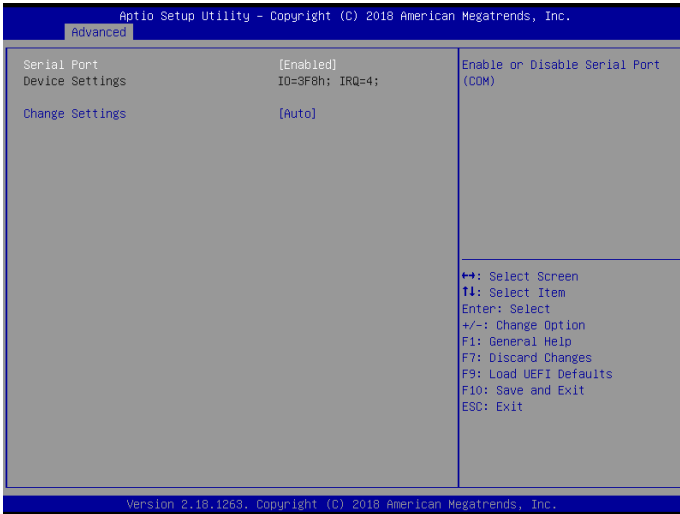 Aptio Setup Utility – Copyright (C) 2018 American Megatrends, Inc.
Advanced
Serial Port [Enabled]
Device Settings IO=3F8h; IRQ=4;
Change Settings [Auto]
Enable or Disable Serial Port
(COM)
↔: Select Screen
↑↓: Select Item
Enter: Select
+/-: Change Option
F1: General Help
F7: Discard Changes
F9: Load UEFI Defaults
F10: Save and Exit
ESC: Exit
Version 2.18.1263. Copyright (C) 2018 American Megatrends, Inc.